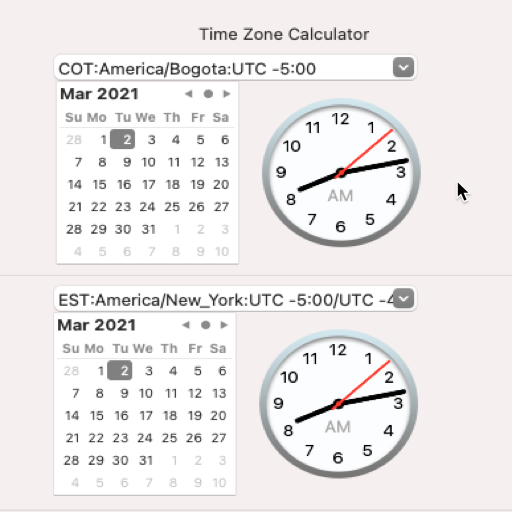 Time Zone Calculator
COT:America/Bogota:UTC -5:00
Mar 2021
Su Mo Tu We Th Fr Sa
28 1 2 3 4 5 6
7 8 9 10 11 12 13
14 15 16 17 18 19 20
21 22 23 24 25 26 27
28 29 30 31 1 2 3
4 5 6 7 8 9 10
12
11 1
10 2
9 3
AM
8 4
7 5
6
EST:America/New_York:UTC -5:00/UTC -4
Mar 2021
Su Mo Tu We Th Fr Sa
28 1 2 3 4 5 6
7 8 9 10 11 12 13
14 15 16 17 18 19 20
21 22 23 24 25 26 27
28 29 30 31 1 2 3
4 5 6 7 8 9 10
12
11 1
10 2
9 3
AM
8 4
7 5
6